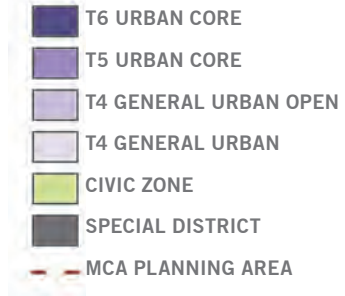 T6 URBAN CORE
T5 URBAN CORE
T4 GENERAL URBAN OPEN
T4 GENERAL URBAN
CIVIC ZONE
SPECIAL DISTRICT
MCA PLANNING AREA